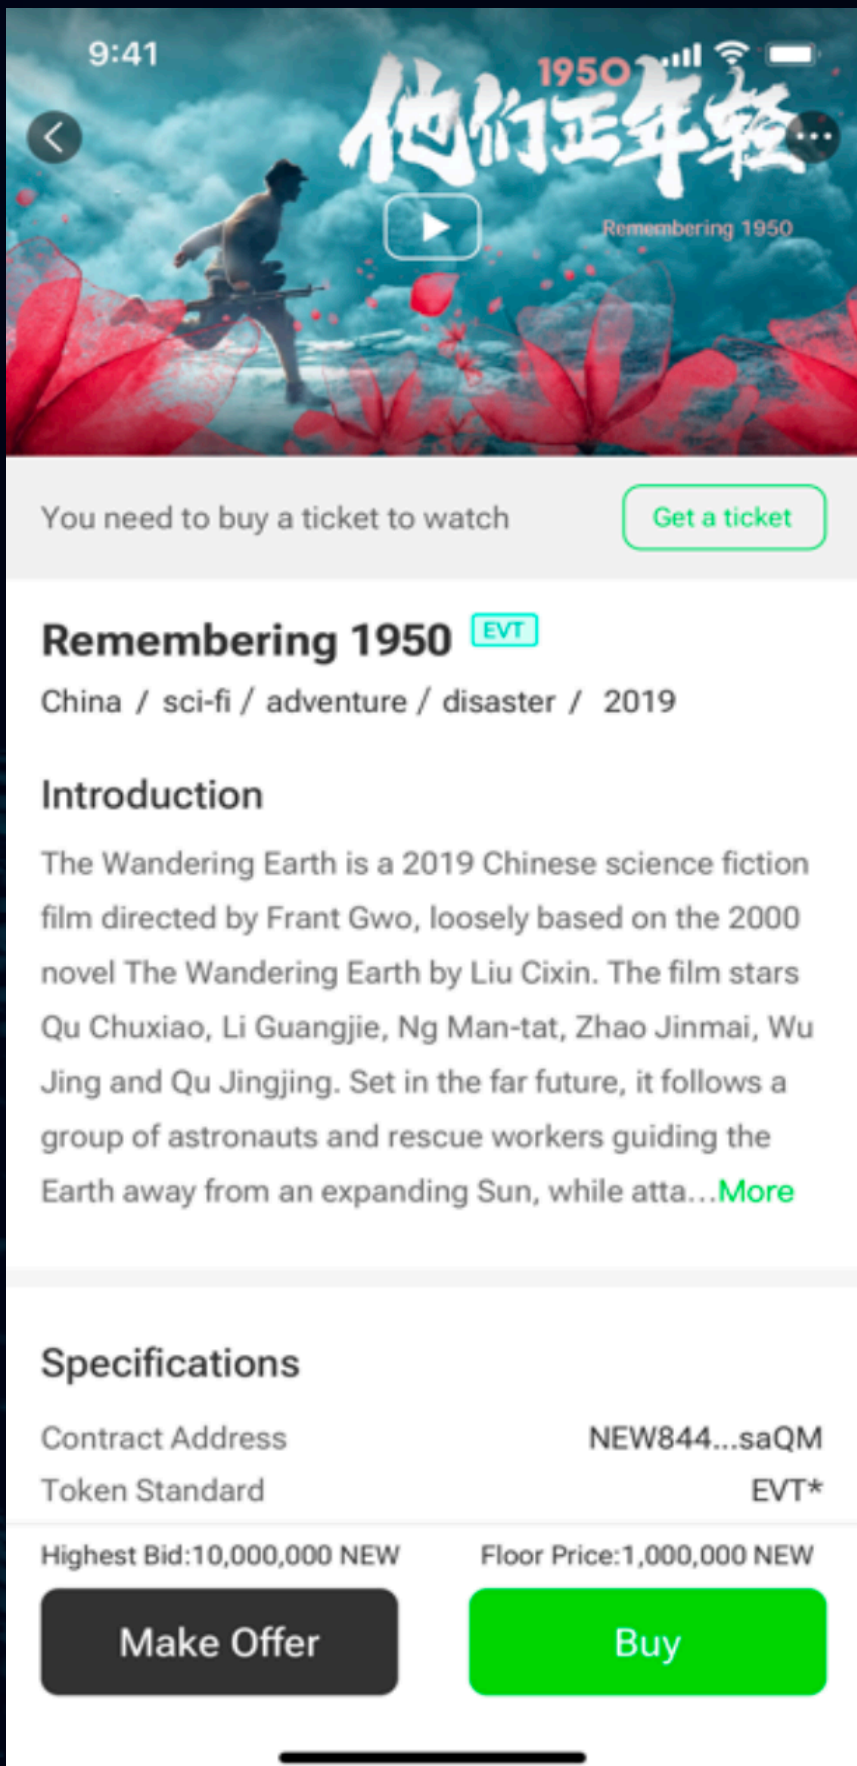 9:41
1950
他们正年轻
Remembering 1950
You need to buy a ticket to watch
Get a ticket
Remembering 1950 EVT
China / sci-fi / adventure / disaster / 2019
Introduction
The Wandering Earth is a 2019 Chinese science fiction
film directed by Frant Gwo, loosely based on the 2000
novel The Wandering Earth by Liu Cixin. The film stars
Qu Chuxiao, Li Guangjie, Ng Man-tat, Zhao Jinmai, Wu
Jing and Qu Jingjing. Set in the far future, it follows a
group of astronauts and rescue workers guiding the
Earth away from an expanding Sun, while atta...More
Specifications
Contract Address NEW844...saQM
Token Standard EVT*
Highest Bid:10,000,000 NEW Floor Price:1,000,000 NEW
Make Offer Buy